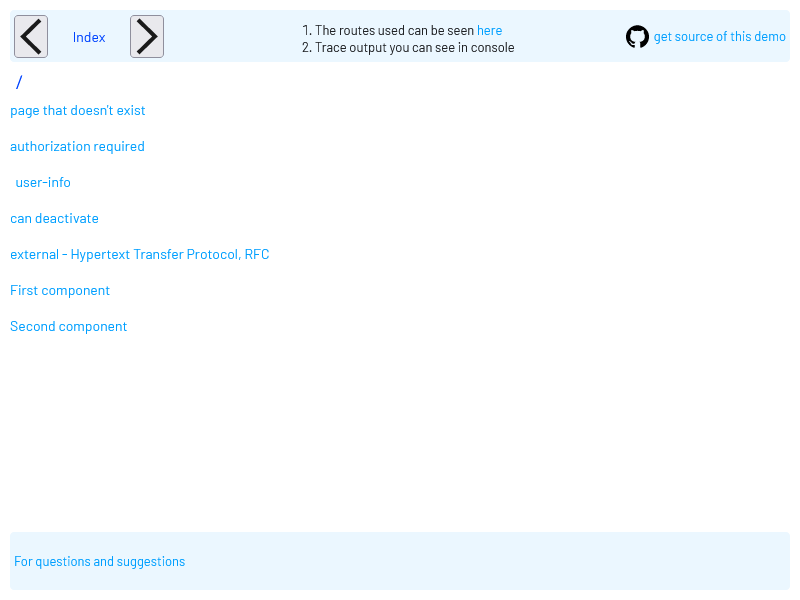 Index
1. The routes used can be seen here
2. Trace output you can see in console
get source of this demo
/
page that doesn't exist
authorization required
user-info
can deactivate
external - Hypertext Transfer Protocol, RFC
First component
Second component
For questions and suggestions